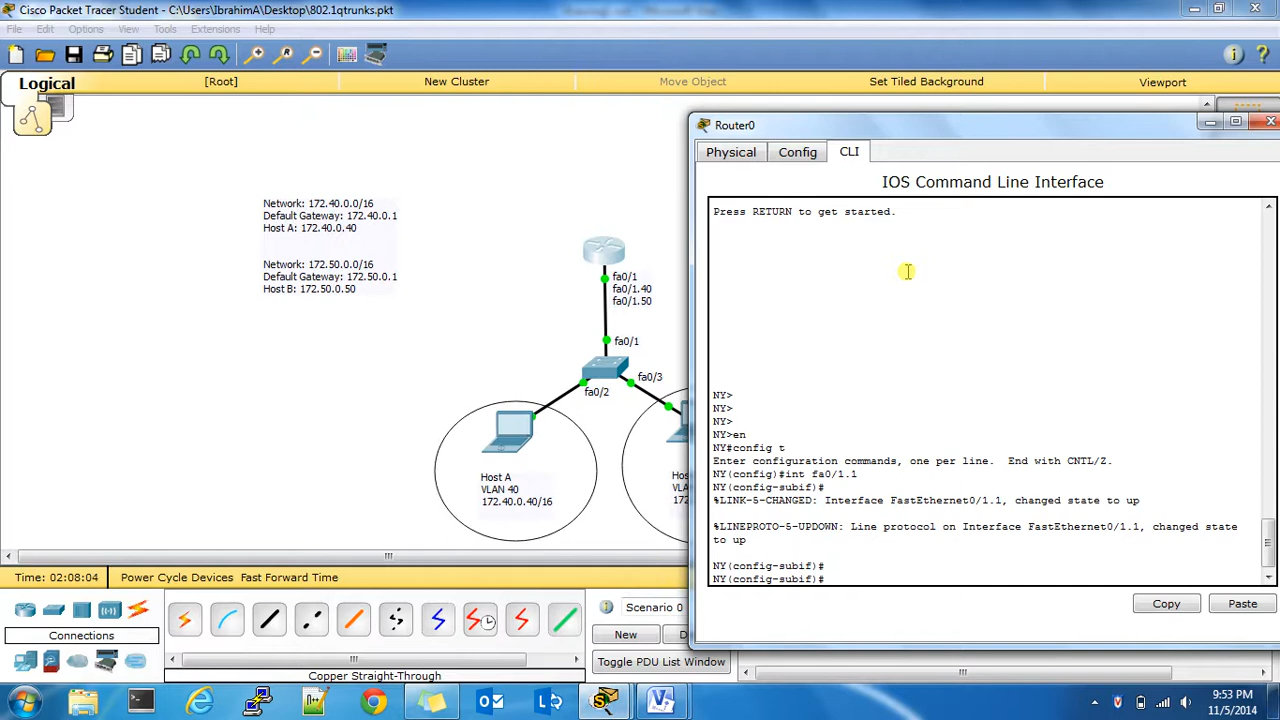 Cisco Packet Tracer Student - C:\Users\IbrahimA\Desktop\802.1qtrunks.pkt
File Edit Options View Tools Extensions Help
Logical
[Root]
New Cluster
Move Object
Set Tiled Background
Viewport
Network: 172.40.0.0/16
Default Gateway: 172.40.0.1
Host A: 172.40.0.40
Network: 172.50.0.0/16
Default Gateway: 172.50.0.1
Host B: 172.50.0.50
fa0/1
fa0/1.40
fa0/1.50
fa0/1
fa0/3
fa0/2
Host A
VLAN 40
172.40.0.40/16
Router0
Physical Config CLI
IOS Command Line Interface
Press RETURN to get started.
NY>
NY>
NY>
NY>en
NY#config t
Enter configuration commands, one per line. End with CNTL/Z.
NY(config)#int fa0/1.1
NY(config-subif)#
%LINK-5-CHANGED: Interface FastEthernet0/1.1, changed state to up
%LINEPROTO-5-UPDOWN: Line protocol on Interface FastEthernet0/1.1, changed state
to up
NY(config-subif)#
NY(config-subif)#
Copy Paste
Time: 02:08:04 Power Cycle Devices Fast Forward Time
Connections
Copper Straight-Through
Scenario 0
New
Toggle PDU List Window
9:53 PM
11/5/2014